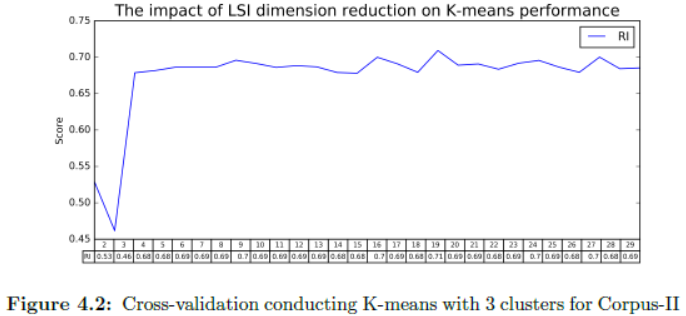 The impact of LSI dimension reduction on K-means performance
0.75
RI
0.70
0.65
0.60
Score
0.55
0.50
0.45
2 3 4 5 6 7 8 9 10 11 12 13 14 15 16 17 18 19 20 21 22 23 24 25 26 27 28 29
RI 0.53 0.46 0.68 0.68 0.69 0.69 0.69 0.7 0.69 0.69 0.69 0.69 0.68 0.68 0.7 0.69 0.68 0.71 0.69 0.69 0.68 0.69 0.7 0.69 0.68 0.7 0.68 0.69
Figure 4.2: Cross-validation conducting K-means with 3 clusters for Corpus-II